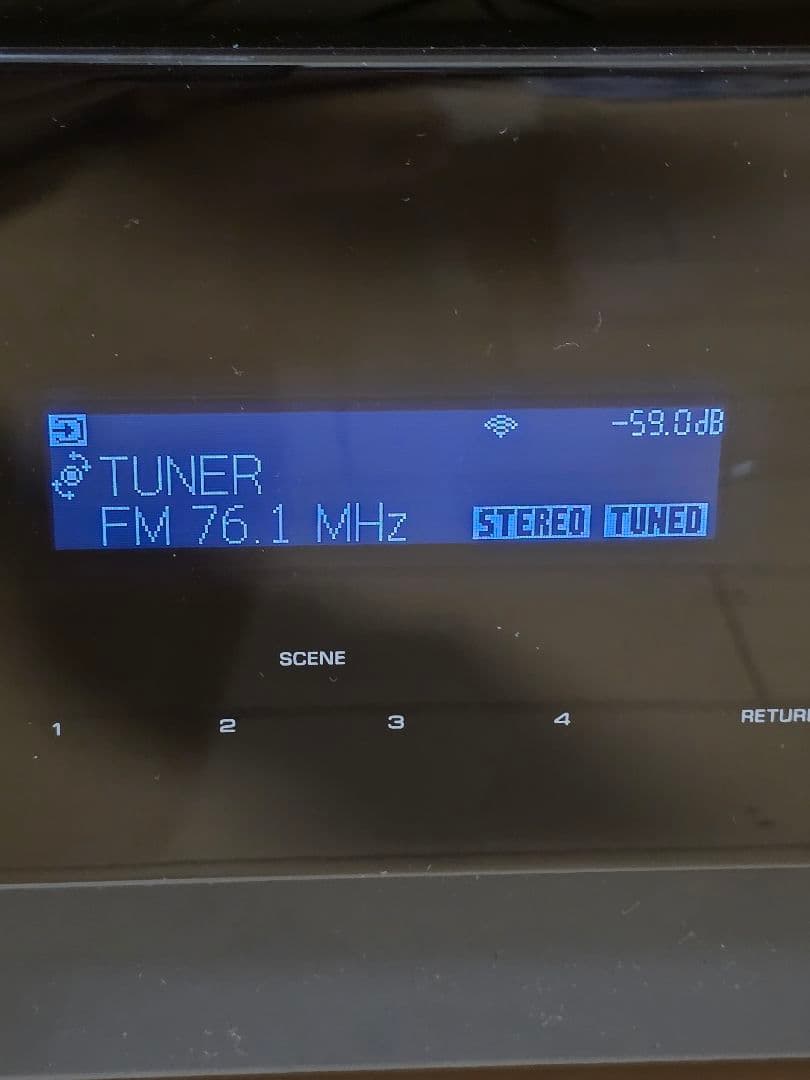 -59.0dB
TUNER
FM 76.1 MHz STEREO TUNED
SCENE
1 2 3 4 RETURN